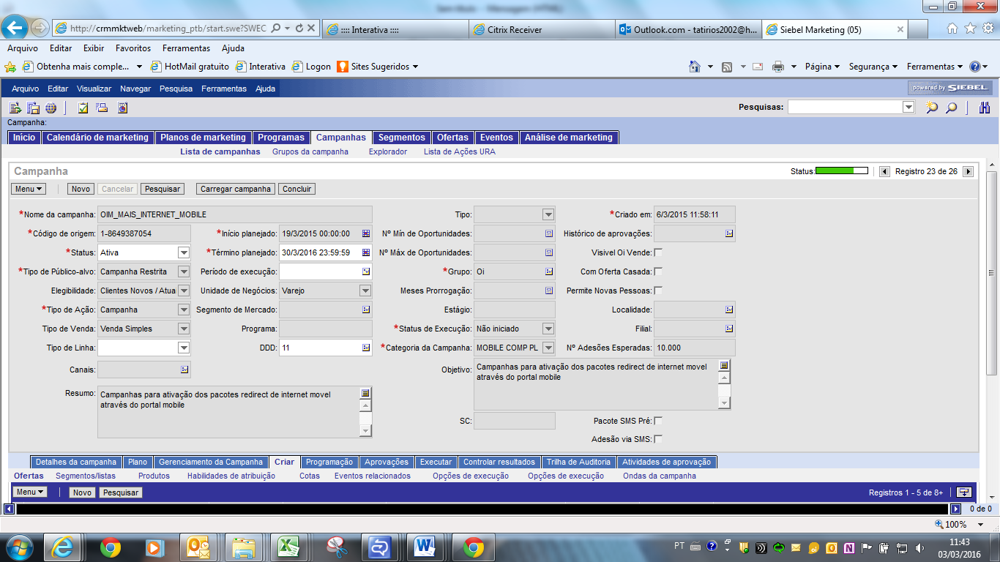 http://crmmktweb/marketing_ptb/start.swe?SWEC
:::: Interativa ::::
Citrix Receiver
Outlook.com - tatirios2002@h...
Siebel Marketing (05)
Arquivo Editar Exibir Favoritos Ferramentas Ajuda
Obtenha mais comple... HotMail gratuito Interativa Logon Sites Sugeridos Página Segurança Ferramentas
Arquivo Editar Visualizar Navegar Pesquisa Ferramentas Ajuda powered by SIEBEL
Pesquisas:
Campanha:
Início Calendário de marketing Planos de marketing Programas Campanhas Segmentos Ofertas Eventos Análise de marketing
Lista de campanhas Grupos da campanha Explorador Lista de Ações URA
Campanha Status: Registro 23 de 26
Menu Novo Cancelar Pesquisar Carregar campanha Concluir
*Nome da campanha: OIM_MAIS_INTERNET_MOBILE Tipo: *Criado em: 6/3/2015 11:58:11
*Código de origem: 1-8649387054 *Início planejado: 19/3/2015 00:00:00 Nº Mín de Oportunidades: Histórico de aprovações:
*Status: Ativa *Término planejado: 30/3/2016 23:59:59 Nº Máx de Oportunidades: Visivel Oi Vende:
*Tipo de Público-alvo: Campanha Restrita Período de execução: *Grupo: Oi Com Oferta Casada:
Elegibilidade: Clientes Novos / Atua Unidade de Negócios: Varejo Meses Prorrogação: Permite Novas Pessoas:
*Tipo de Ação: Campanha Segmento de Mercado: Estágio: Localidade:
Tipo de Venda: Venda Simples Programa: *Status de Execução: Não iniciado Filial:
Tipo de Linha: DDD: 11 *Categoria da Campanha: MOBILE COMP PL Nº Adesões Esperadas: 10.000
Canais: Objetivo: Campanhas para ativação dos pacotes redirect de internet movel
através do portal mobile
Resumo: Campanhas para ativação dos pacotes redirect de internet movel
através do portal mobile
SC: Pacote SMS Pré:
Adesão via SMS:
Detalhes da campanha Plano Gerenciamento da Campanha Criar Programação Aprovações Executar Controlar resultados Trilha de Auditoria Atividades de aprovação
Ofertas Segmentos/listas Produtos Habilidades de atribuição Cotas Eventos relacionados Opções de execução Opções de execução Ondas da campanha
Menu Novo Pesquisar Registros 1 - 5 de 8+
0 de 0
100%
PT 11:43
03/03/2016